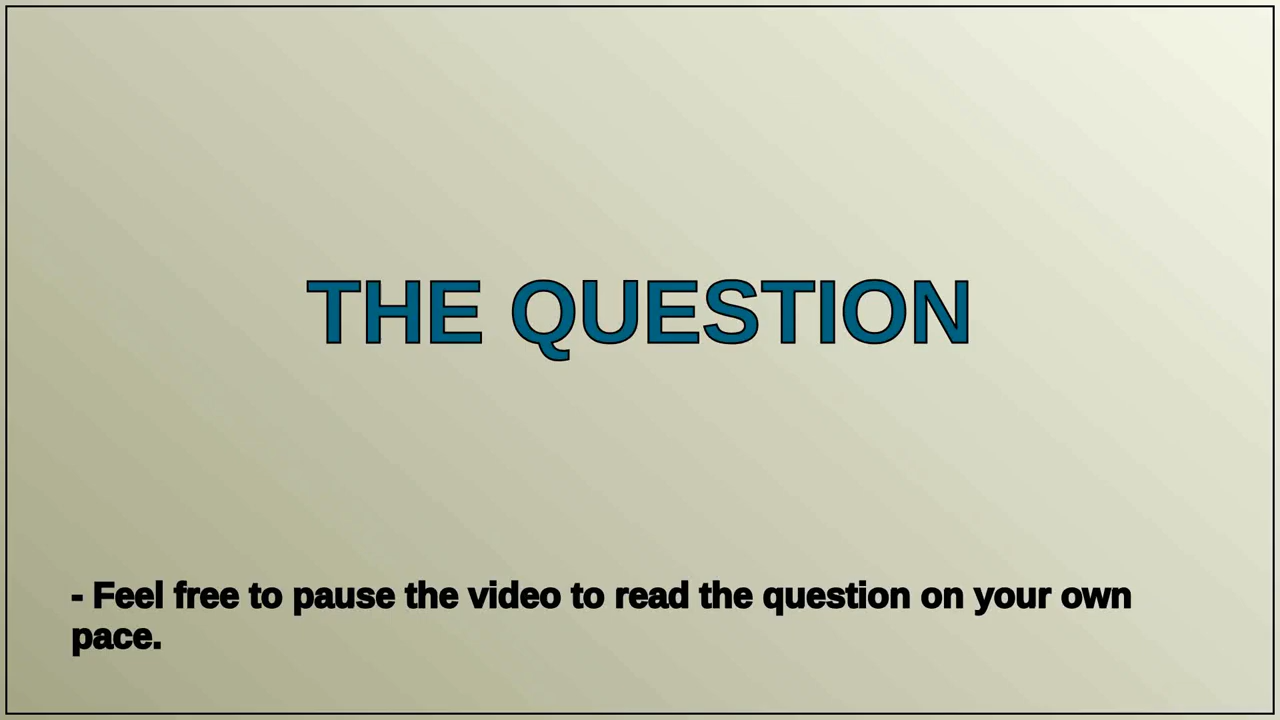 THE QUESTION
- Feel free to pause the video to read the question on your own
pace.